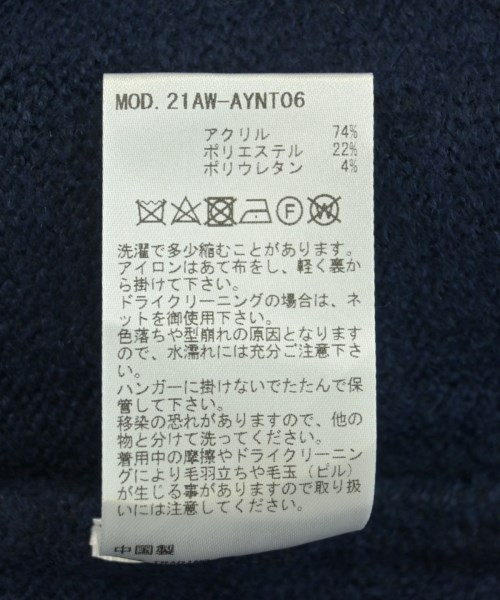 MOD. 21AW-AYNT06
アクリル 74%
ポリエステル 22%
ポリウレタン 4%
F W
洗濯で多少縮むことがあります。
アイロンはあて布をし、軽く裏か
ら掛けて下さい。
ドライクリーニングの場合は、ネ
ットを御使用下さい。
色落ちや型崩れの原因となります
ので、水濡れには充分ご注意下さ
い。
ハンガーに掛けないでたたんで保
管して下さい。
移染の恐れがありますので、他の
物と分けて洗ってください。
着用中の摩擦やドライクリーニン
グにより毛羽立ちや毛玉（ピル）
が生じる事がありますので取り扱
いには注意してください。
中國製